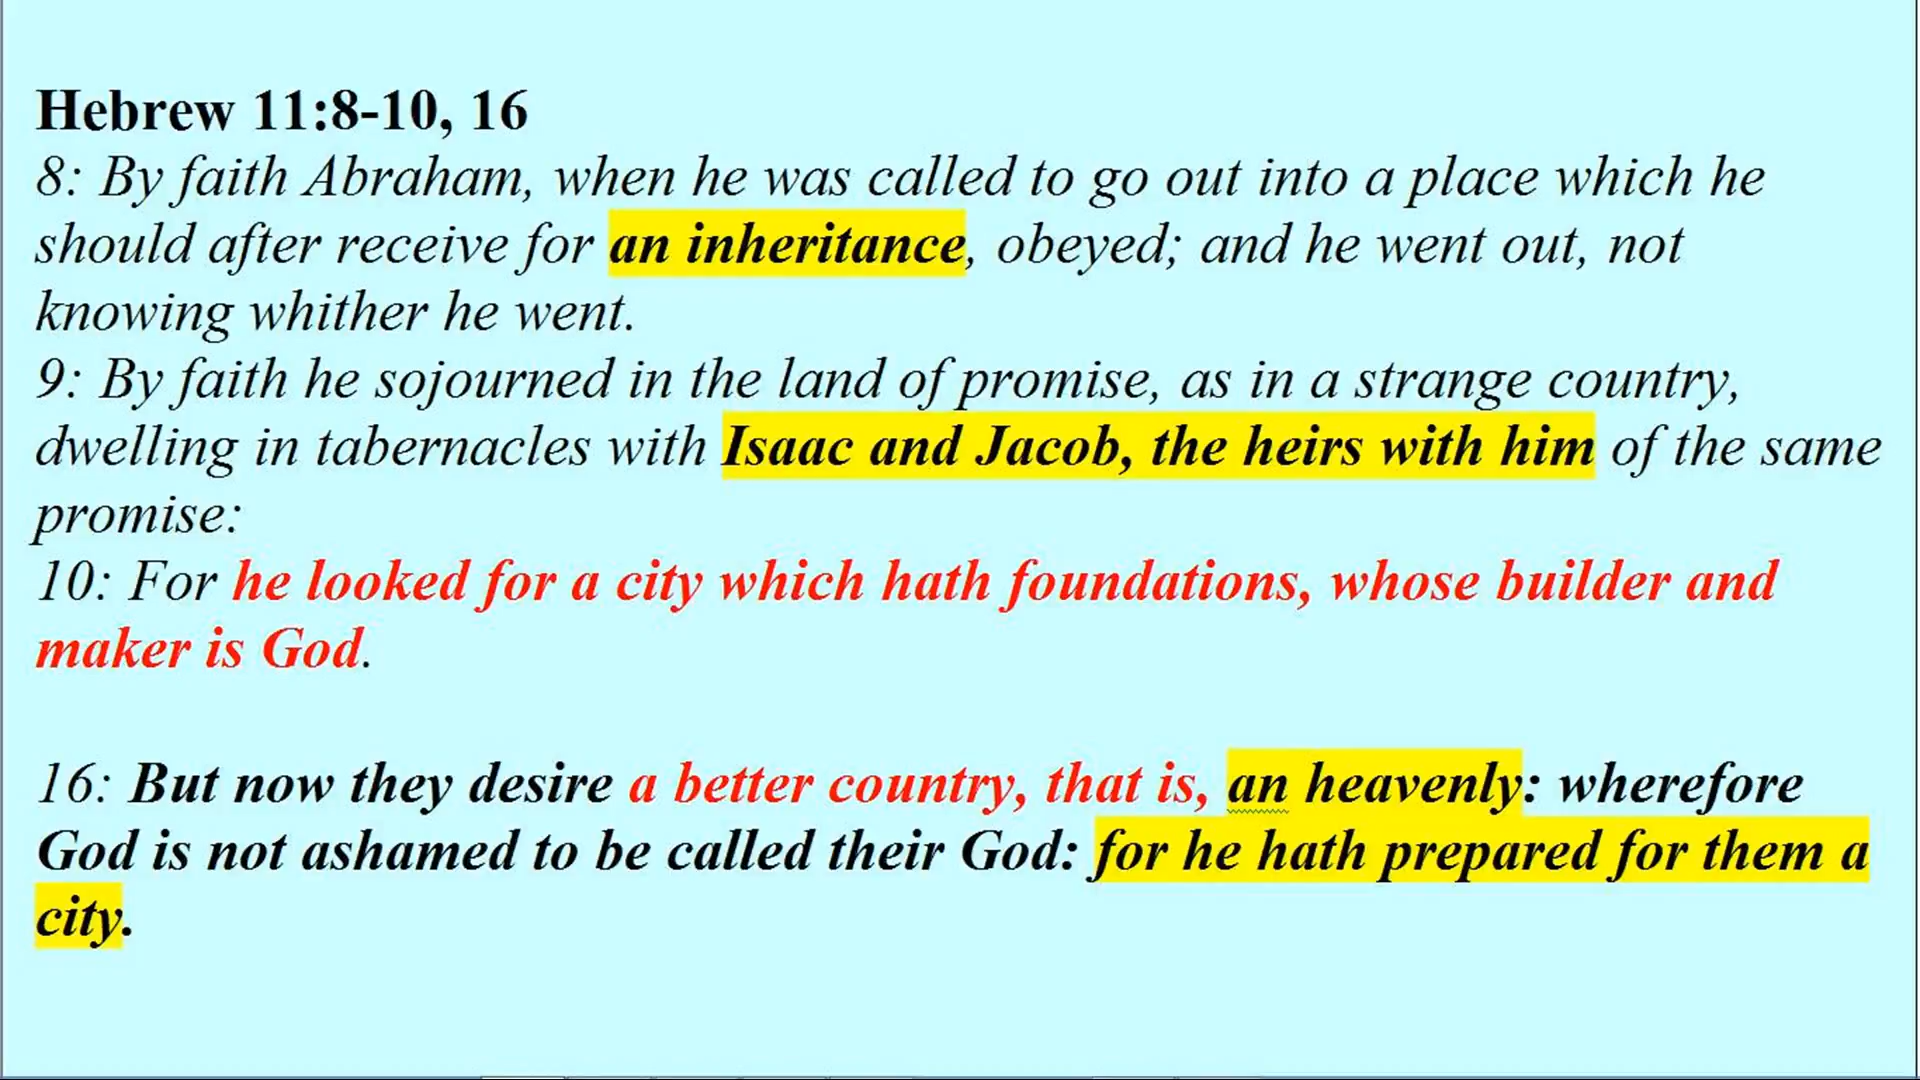 Hebrew 11:8-10, 16
8: By faith Abraham, when he was called to go out into a place which he
should after receive for an inheritance, obeyed; and he went out, not
knowing whither he went.
9: By faith he sojourned in the land of promise, as in a strange country,
dwelling in tabernacles with Isaac and Jacob, the heirs with him of the same
promise:
10: For he looked for a city which hath foundations, whose builder and
maker is God.
16: But now they desire a better country, that is, an heavenly: wherefore
God is not ashamed to be called their God: for he hath prepared for them a
city.